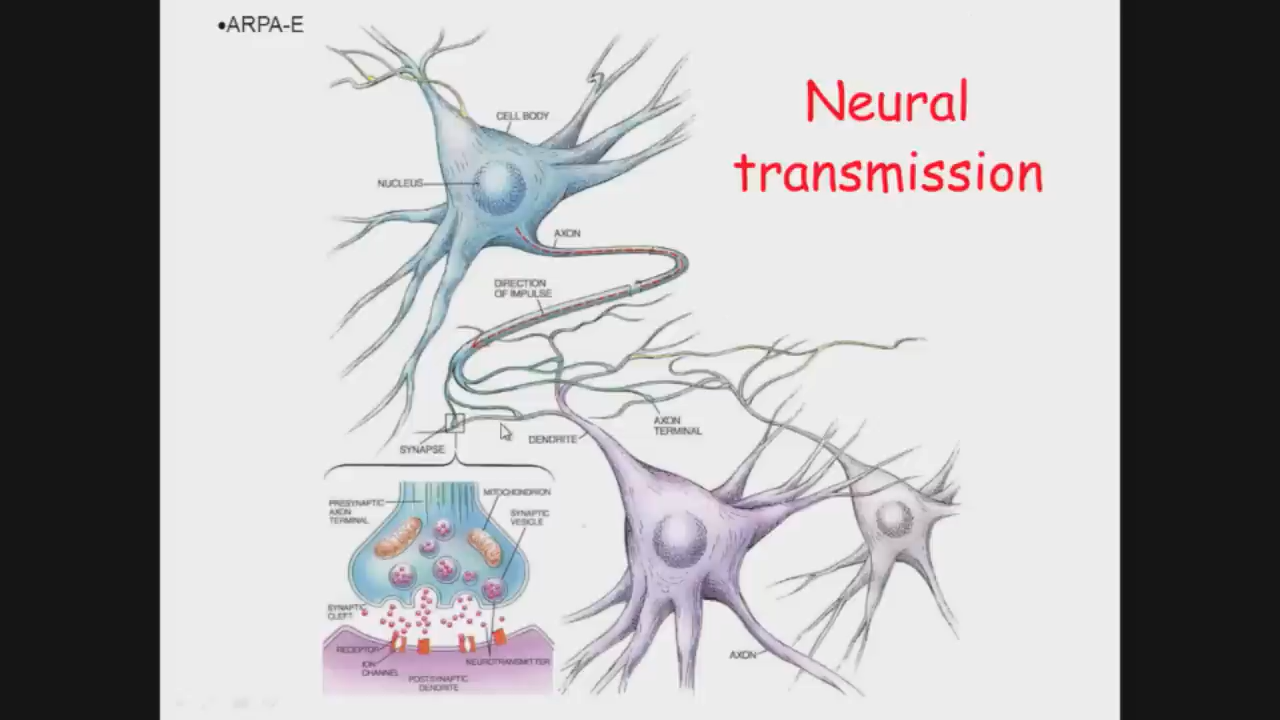 •ARPA-E
Neural
transmission
CELL BODY
NUCLEUS
AXON
DIRECTION
OF IMPULSE
AXON
TERMINAL
DENDRITE
SYNAPSE
PRESYNAPTIC
AXON
TERMINAL
MITOCHONDRION
SYNAPTIC
VESICLE
SYNAPTIC
CLEFT
RECEPTOR
ION
CHANNEL
NEUROTRANSMITTER
POSTSYNAPTIC
DENDRITE
AXON